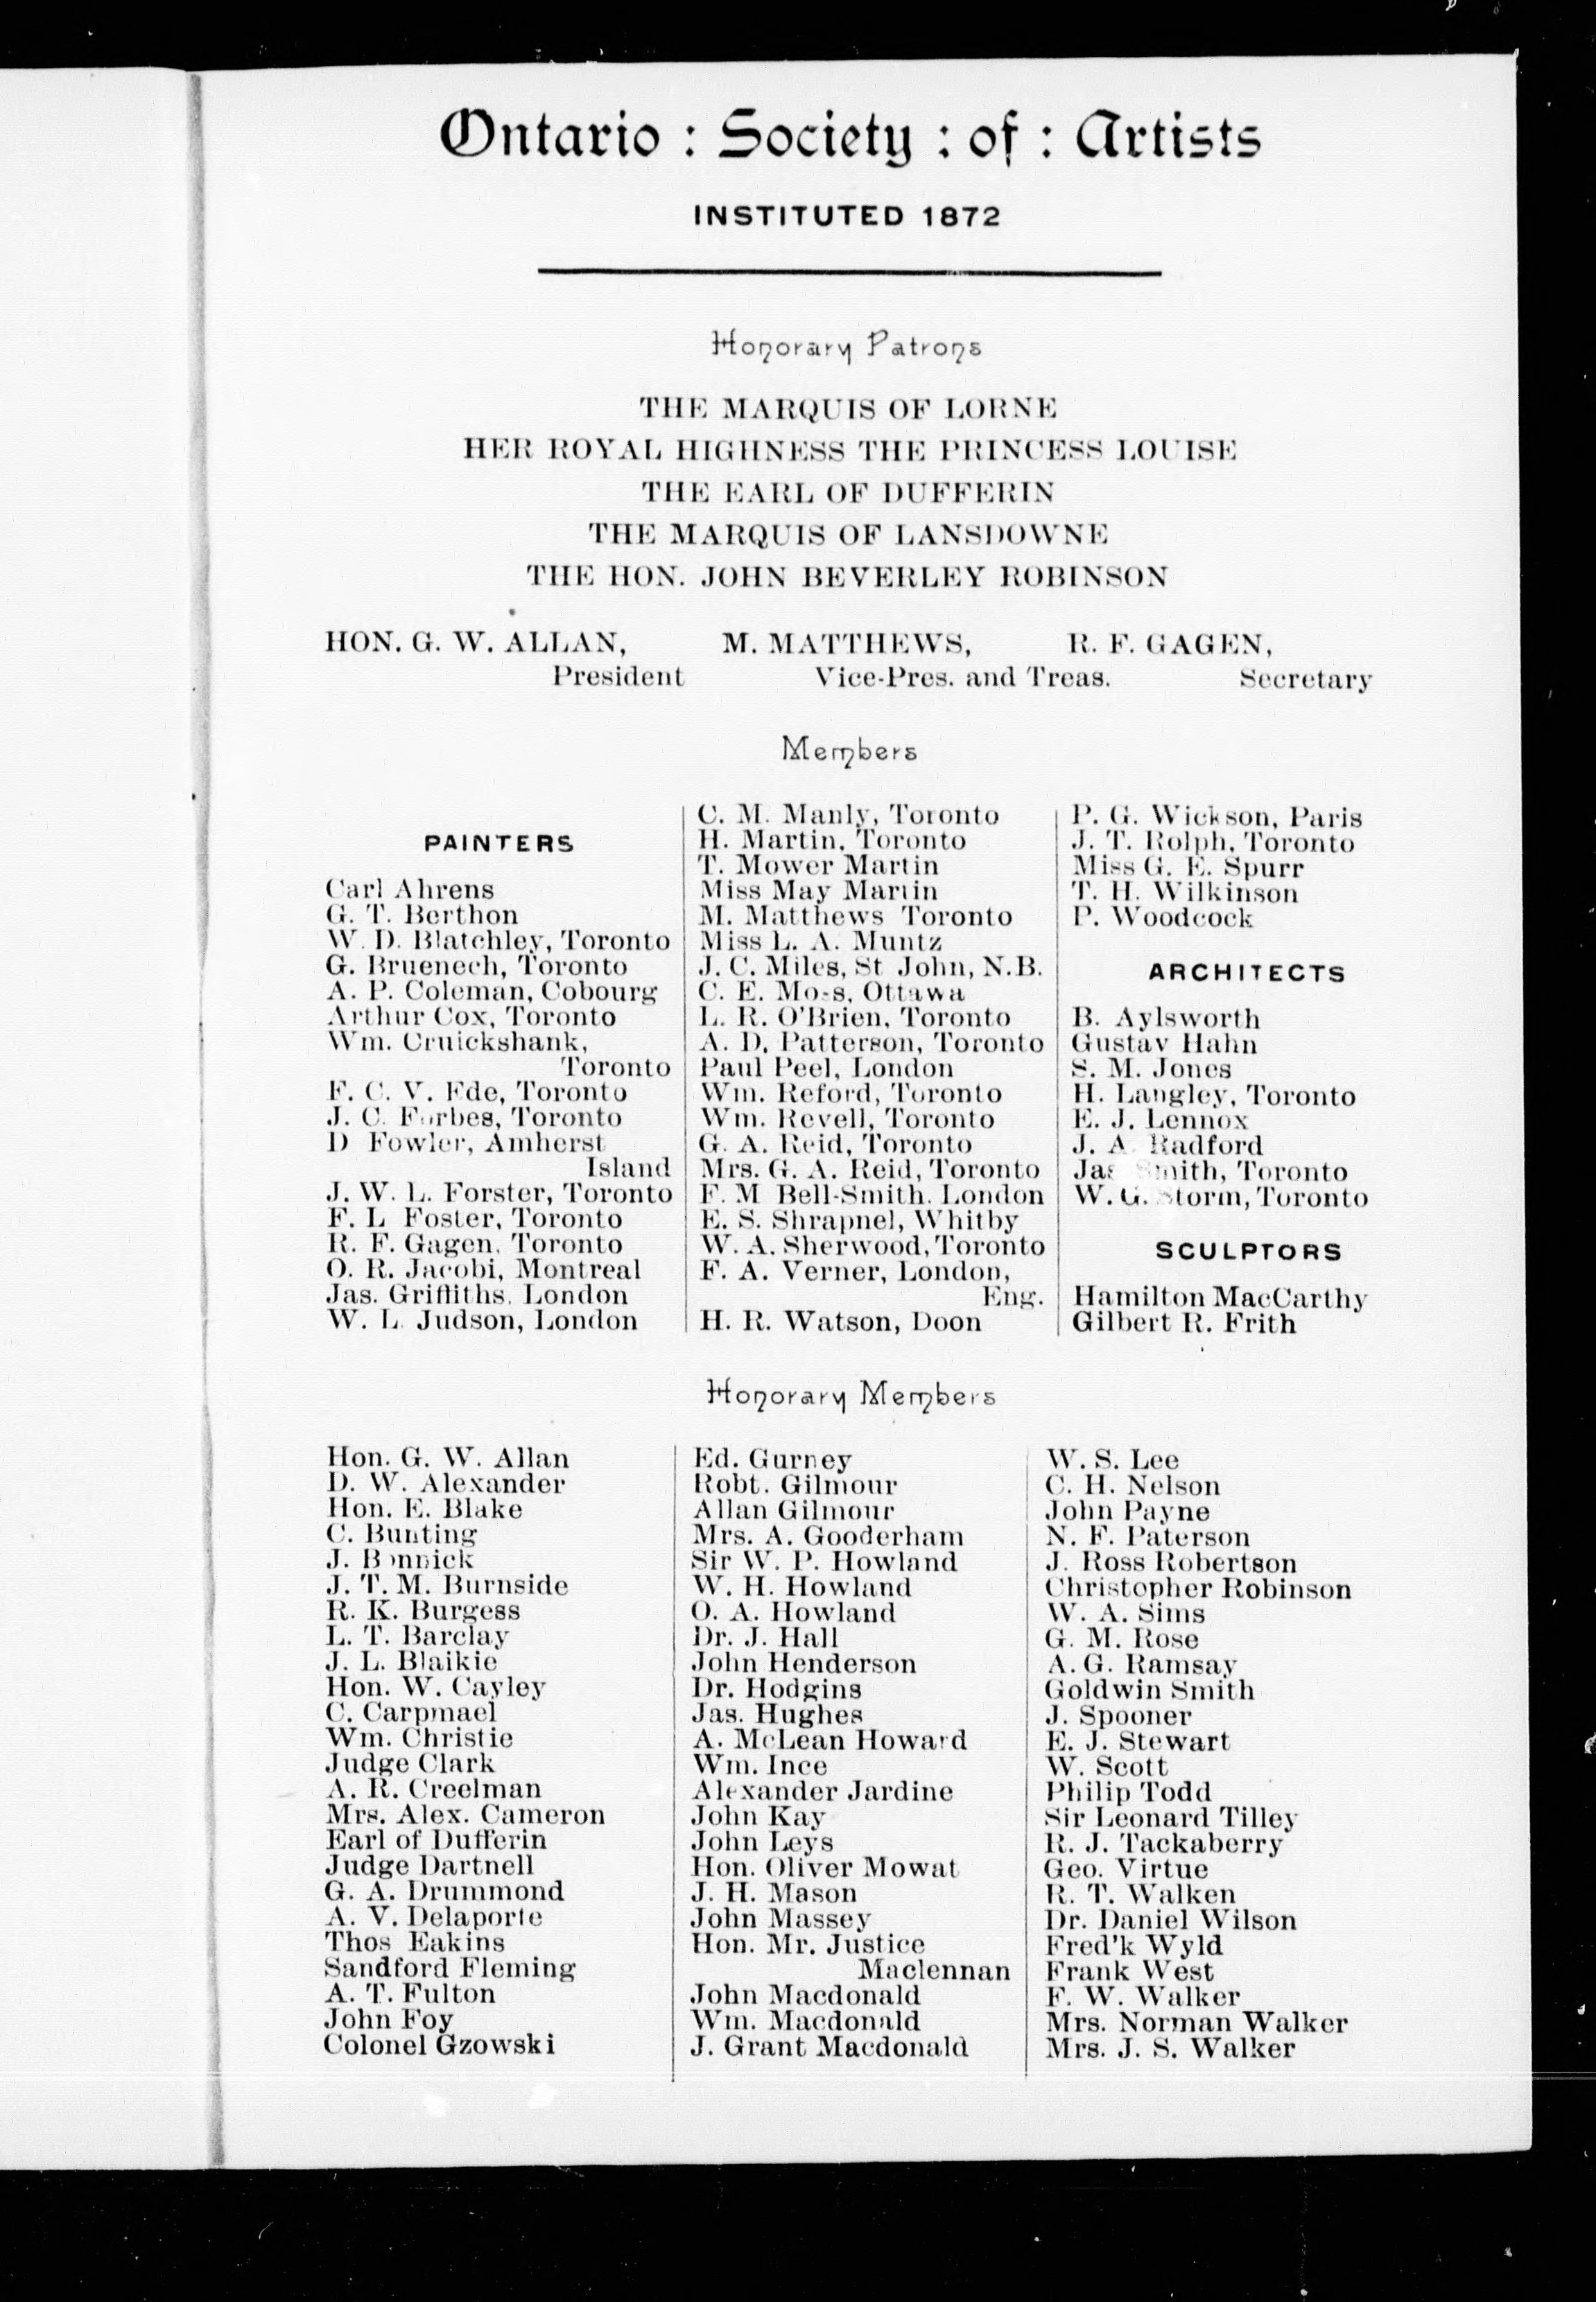 Ontario : Society : of : Artists
INSTITUTED 1872
Honorary Patrons
THE MARQUIS OF LORNE
HER ROYAL HIGHNESS THE PRINCESS LOUISE
THE EARL OF DUFFERIN
THE MARQUIS OF LANSDOWNE
THE HON. JOHN BEVERLEY ROBINSON
HON. G. W. ALLAN,
President
M. MATTHEWS,
Vice-Pres. and Treas.
R. F. GAGEN,
Secretary
Members
PAINTERS
Carl Ahrens
G. T. Berthon
W. D. Blatchley, Toronto
G. Bruenech, Toronto
A. P. Coleman, Cobourg
Arthur Cox, Toronto
Wm. Cruickshank,
Toronto
F. C. V. Ede, Toronto
J. C. Forbes, Toronto
D Fowler, Amherst
Island
J. W. L. Forster, Toronto
F. L Foster, Toronto
R. F. Gagen, Toronto
O. R. Jacobi, Montreal
Jas. Griffiths, London
W. L. Judson, London
C. M. Manly, Toronto
H. Martin, Toronto
T. Mower Martin
Miss May Martin
M. Matthews Toronto
Miss L. A. Muntz
J. C. Miles, St John, N.B.
C. E. Moss, Ottawa
L. R. O'Brien, Toronto
A. D. Patterson, Toronto
Paul Peel, London
Wm. Reford, Toronto
Wm. Revell, Toronto
G. A. Reid, Toronto
Mrs. G. A. Reid, Toronto
F. M Bell-Smith. London
E. S. Shrapnel, Whitby
W. A. Sherwood, Toronto
F. A. Verner, London,
Eng.
H. R. Watson, Doon
P. G. Wickson, Paris
J. T. Rolph, Toronto
Miss G. E. Spurr
T. H. Wilkinson
P. Woodcock
ARCHITECTS
B. Aylsworth
Gustav Hahn
S. M. Jones
H. Langley, Toronto
E. J. Lennox
J. A. Radford
Jas Smith, Toronto
W. G. Storm, Toronto
SCULPTORS
Hamilton MacCarthy
Gilbert R. Frith
Honorary Members
Hon. G. W. Allan
D. W. Alexander
Hon. E. Blake
C. Bunting
J. Bonnick
J. T. M. Burnside
R. K. Burgess
L. T. Barclay
J. L. Blaikie
Hon. W. Cayley
C. Carpmael
Wm. Christie
Judge Clark
A. R. Creelman
Mrs. Alex. Cameron
Earl of Dufferin
Judge Dartnell
G. A. Drummond
A. V. Delaporte
Thos Eakins
Sandford Fleming
A. T. Fulton
John Foy
Colonel Gzowski
Ed. Gurney
Robt. Gilmour
Allan Gilmour
Mrs. A. Gooderham
Sir W. P. Howland
W. H. Howland
O. A. Howland
Dr. J. Hall
John Henderson
Dr. Hodgins
Jas. Hughes
A. McLean Howard
Wm. Ince
Alexander Jardine
John Kay
John Leys
Hon. Oliver Mowat
J. H. Mason
John Massey
Hon. Mr. Justice
Maclennan
John Macdonald
Wm. Macdonald
J. Grant Macdonald
W. S. Lee
C. H. Nelson
John Payne
N. F. Paterson
J. Ross Robertson
Christopher Robinson
W. A. Sims
G. M. Rose
A. G. Ramsay
Goldwin Smith
J. Spooner
E. J. Stewart
W. Scott
Philip Todd
Sir Leonard Tilley
R. J. Tackaberry
Geo. Virtue
R. T. Walken
Dr. Daniel Wilson
Fred'k Wyld
Frank West
F. W. Walker
Mrs. Norman Walker
Mrs. J. S. Walker